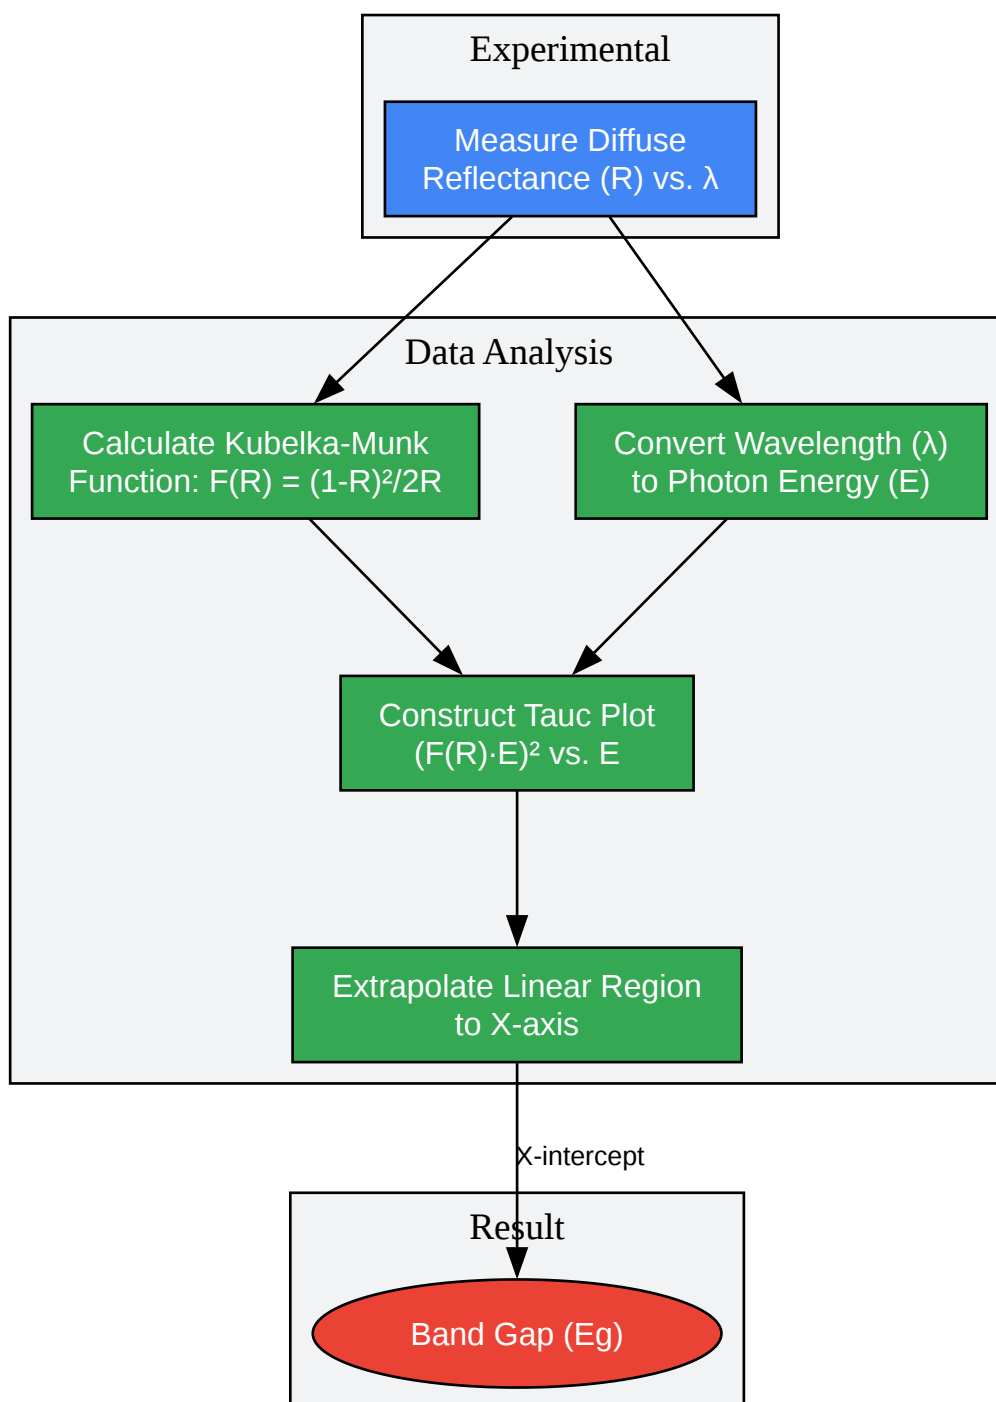 Experimental
Measure Diffuse
Reflectance (R) vs. λ
Data Analysis
Calculate Kubelka-Munk
Function: F(R) = (1-R)²/2R
Convert Wavelength (λ)
to Photon Energy (E)
Construct Tauc Plot
(F(R)·E)² vs. E
Extrapolate Linear Region
to X-axis
X-intercept
Result
Band Gap (Eg)